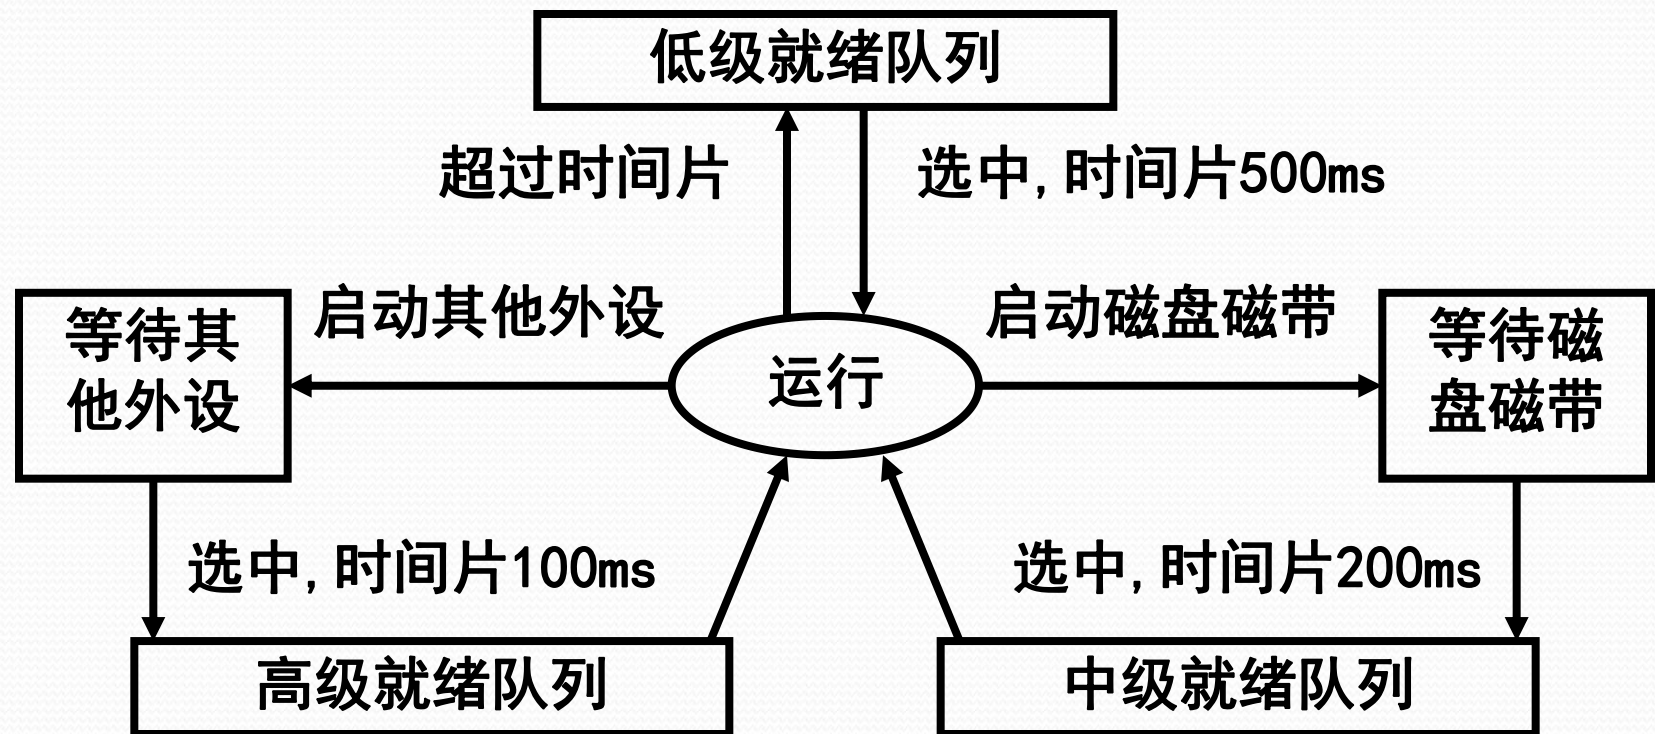 低级就绪队列
超过时间片
选中,时间片500ms
启动其他外设
启动磁盘磁带
等待其
他外设
运行
等待磁
盘磁带
选中,时间片100ms
选中,时间片200ms
高级就绪队列
中级就绪队列